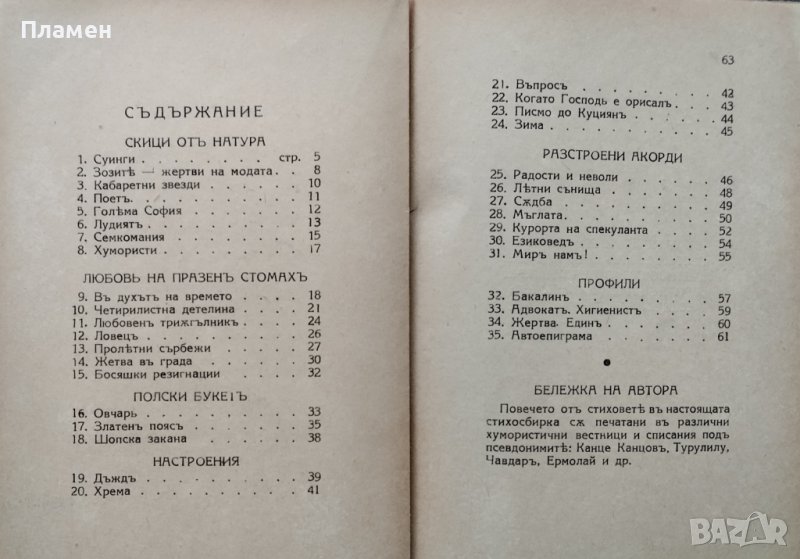 Пламен
СЪДЪРЖАНИЕ
СКИЦИ ОТЪ НАТУРА
1. Суинги . . . . . . . . . стр. 5
2. Зозитѣ — жертви на модата . . . 8
3. Кабаретни звезди . . . . . . . 10
4. Поетъ . . . . . . . . . . . 11
5. Голѣма София . . . . . . . . 12
6. Лудиятъ . . . . . . . . . . 13
7. Семкомания . . . . . . . . . 15
8. Хумористи . . . . . . . . . 17
ЛЮБОВЬ НА ПРАЗЕНЪ СТОМАХЪ
9. Въ духътъ на времето . . . . 18
10. Четирилистна детелина . . . . . 21
11. Любовенъ триѫгълникъ . . . . 24
12. Ловецъ . . . . . . . . . . 26
13. Пролѣтни сърбежи . . . . . . 27
14. Жетва въ града . . . . . . . 30
15. Босяшки резигнации . . . . . . 32
ПОЛСКИ БУКЕТЪ
16. Овчарь . . . . . . . . . . 33
17. Златенъ поясъ . . . . . . . . 35
18. Шопска закана . . . . . . . . 38
НАСТРОЕНИЯ
19. Дъждъ . . . . . . . . . . 39
20. Хрема . . . . . . . . . . . 41
63
21. Въпросъ . . . . . . . . . . 42
22. Когато Господь е орисалъ . . . . 43
23. Писмо до Куциянъ . . . . . . 44
24. Зима . . . . . . . . . . . 45
РАЗСТРОЕНИ АКОРДИ
25. Радости и неволи . . . . . . . 46
26. Лѣтни сънища . . . . . . . . 48
27. Сѫдба . . . . . . . . . . . 49
28. Мъглата . . . . . . . . . . 50
29. Курорта на спекуланта . . . . . 52
30. Езиковедъ . . . . . . . . . 54
31. Миръ намъ! . . . . . . . . . 55
ПРОФИЛИ
32. Бакалинъ . . . . . . . . . . 57
33. Адвокатъ. Хигиенистъ . . . . . 59
34. Жертва. Единъ . . . . . . . . 60
35. Автоепиграма . . . . . . . . 61
БЕЛЕЖКА НА АВТОРА
Повечето отъ стиховетѣ въ настоящата
стихосбирка сѫ печатани въ различни
хумористични вестници и списания подъ
псевдонимитѣ: Канце Канцовъ, Турулилу,
Чавдаръ, Ермолай и др.
BAZAR